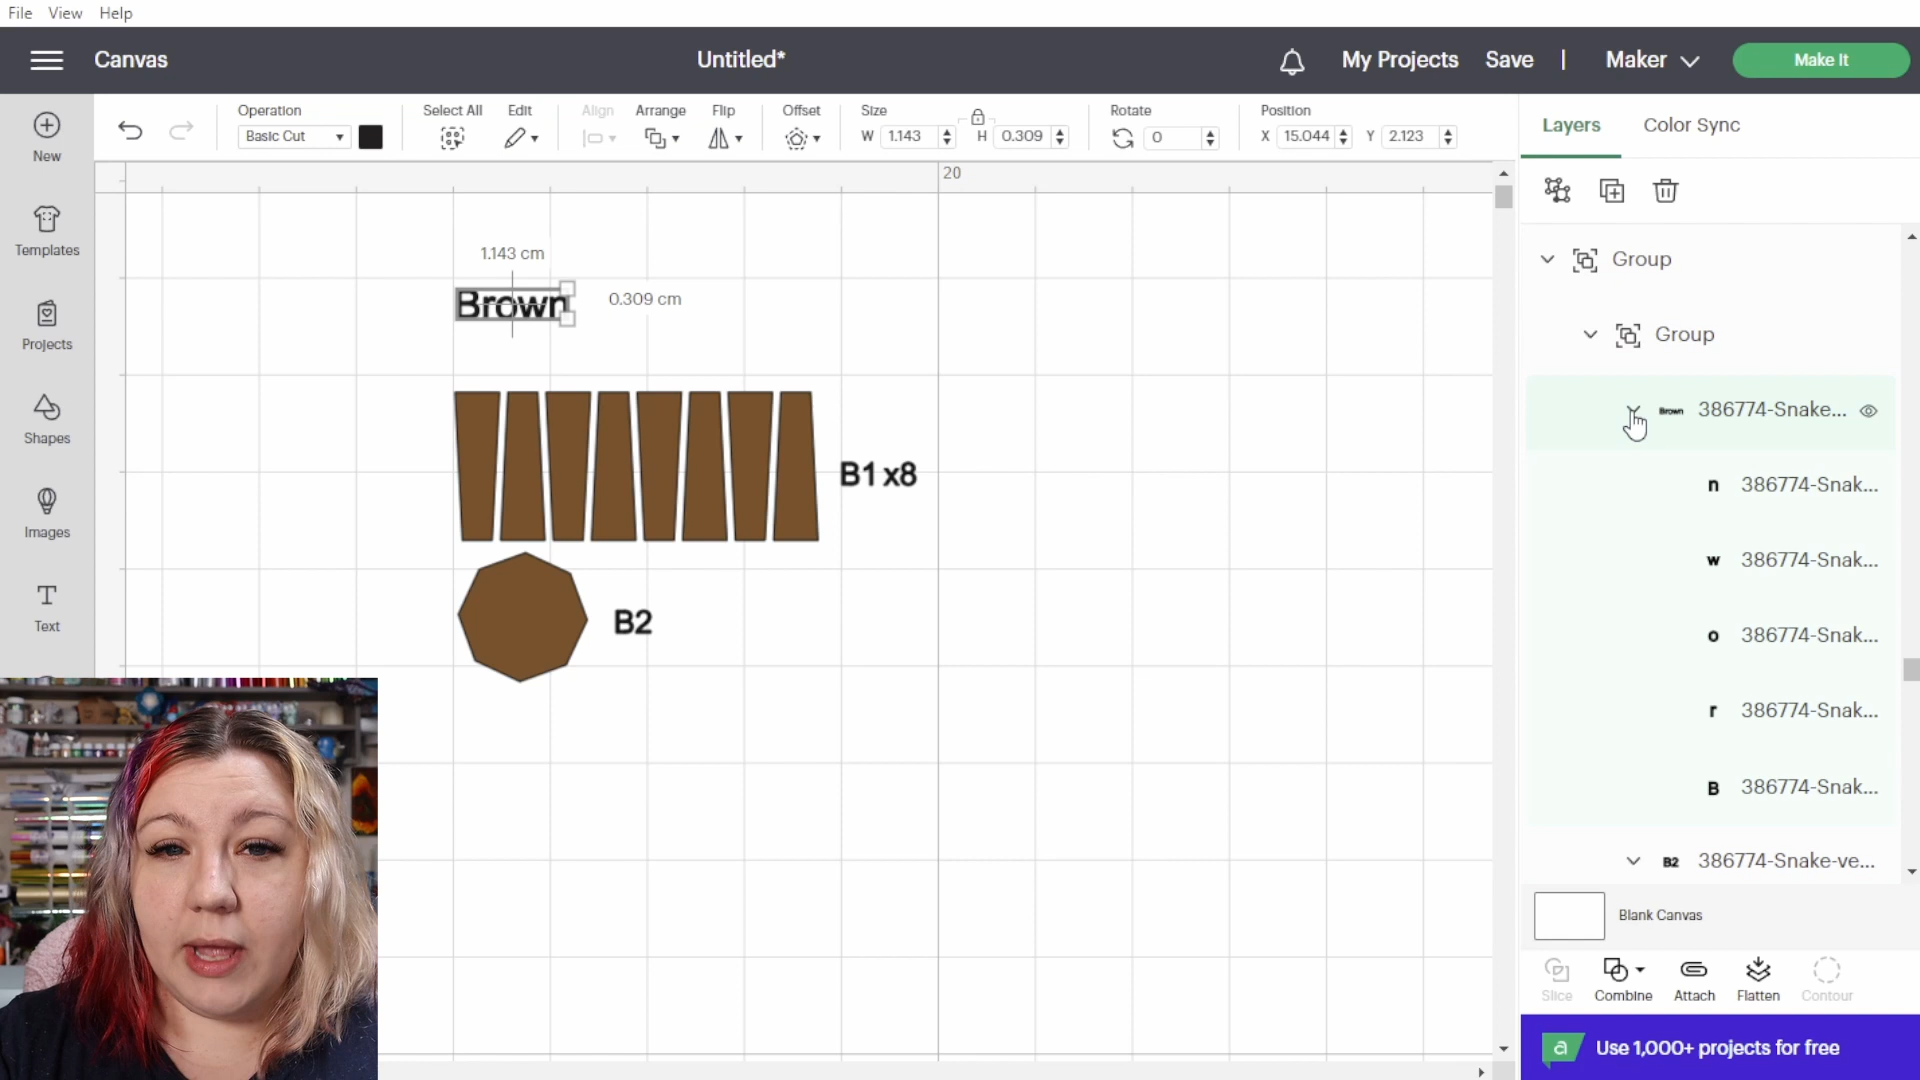 File View Help
Canvas
Untitled*
My Projects Save | Maker
Make It
New
Templates
Projects
Shapes
Images
Text
Operation
Basic Cut
Select All
Edit
Align
Arrange
Flip
Offset
Size
W 1.143
H 0.309
Rotate
0
Position
X 15.044
Y 2.123
20
1.143 cm
Brown
0.309 cm
B1 x8
B2
Layers Color Sync
Group
Group
Brown 386774-Snake...
n 386774-Snak...
w 386774-Snak...
o 386774-Snak...
r 386774-Snak...
B 386774-Snak...
B2 386774-Snake-ve...
Blank Canvas
Slice Combine Attach Flatten Contour
a Use 1,000+ projects for free